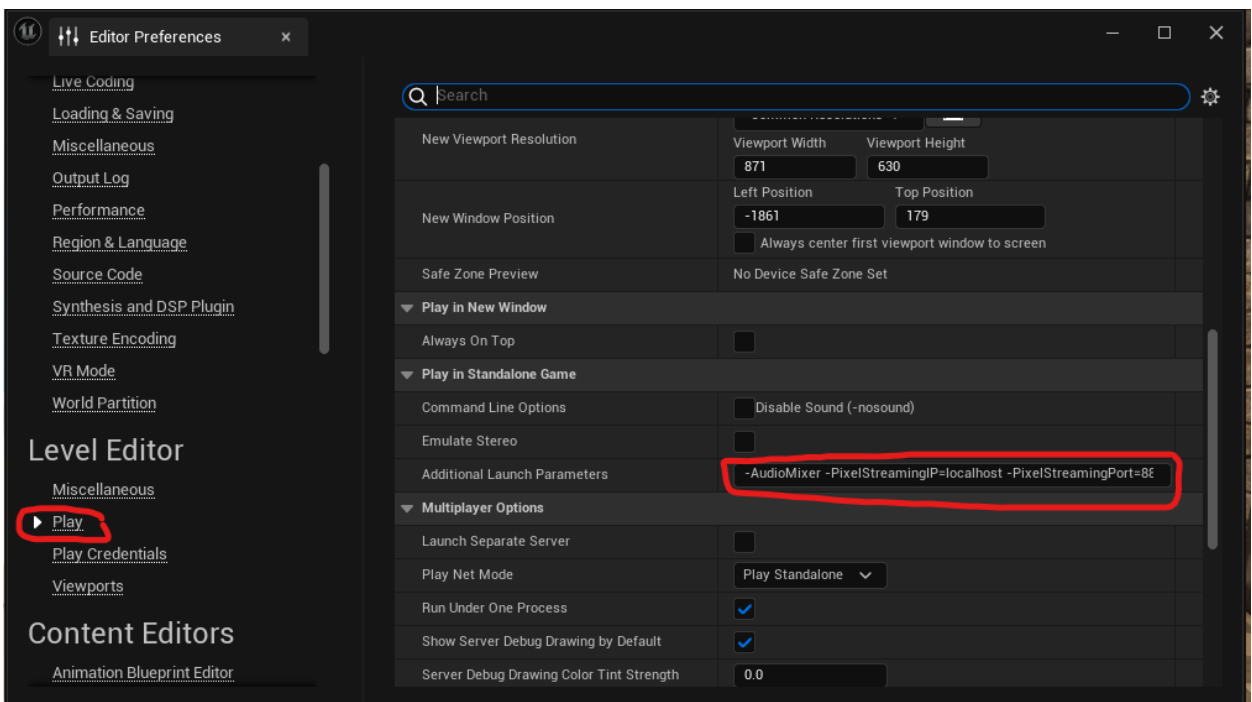 Editor Preferences
Live Coding
Loading & Saving
Miscellaneous
Output Log
Performance
Region & Language
Source Code
Synthesis and DSP Plugin
Texture Encoding
VR Mode
World Partition
Level Editor
Miscellaneous
Play
Play Credentials
Viewports
Content Editors
Animation Blueprint Editor
Search
Common Resolutions
New Viewport Resolution
Viewport Width Viewport Height
871 630
Left Position Top Position
New Window Position
-1861 179
Always center first viewport window to screen
Safe Zone Preview No Device Safe Zone Set
Play in New Window
Always On Top
Play in Standalone Game
Command Line Options Disable Sound (-nosound)
Emulate Stereo
Additional Launch Parameters -AudioMixer -PixelStreamingIP=localhost -PixelStreamingPort=88
Multiplayer Options
Launch Separate Server
Play Net Mode Play Standalone
Run Under One Process
Show Server Debug Drawing by Default
Server Debug Drawing Color Tint Strength 0.0